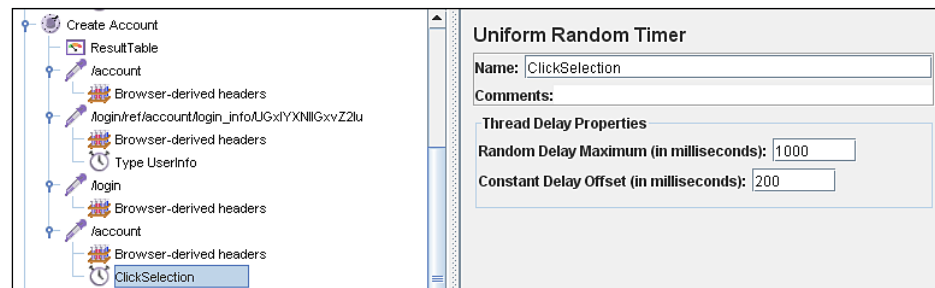 Create Account
ResultTable
/account
Browser-derived headers
/login/ref/account/login_info/UGxlYXNlIGxvZ2lu
Browser-derived headers
Type UserInfo
/login
Browser-derived headers
/account
Browser-derived headers
ClickSelection
Uniform Random Timer
Name: ClickSelection
Comments:
Thread Delay Properties
Random Delay Maximum (in milliseconds): 1000
Constant Delay Offset (in milliseconds): 200